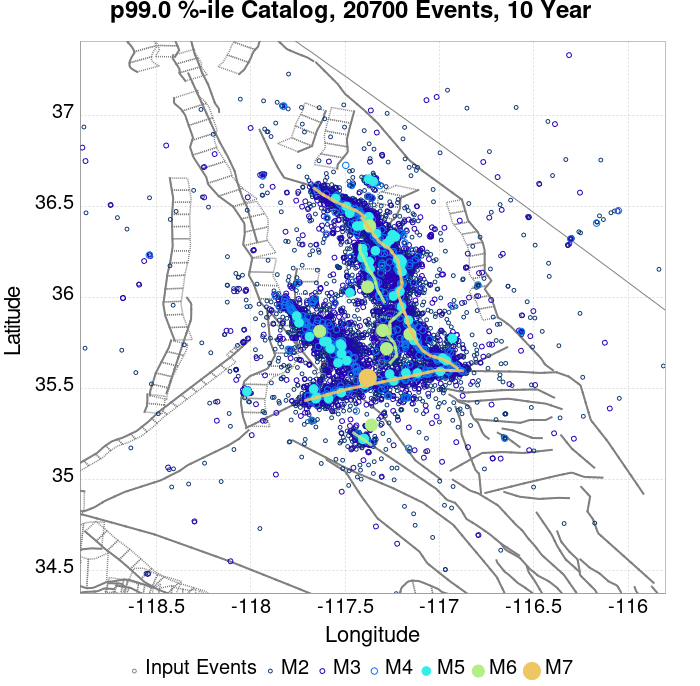 p99.0 %-ile Catalog, 20700 Events, 10 Year
37
36.5
36
35.5
35
34.5
Latitude
-118.5 -118 -117.5 -117 -116.5 -116
Longitude
Input Events M2 M3 M4 M5 M6 M7